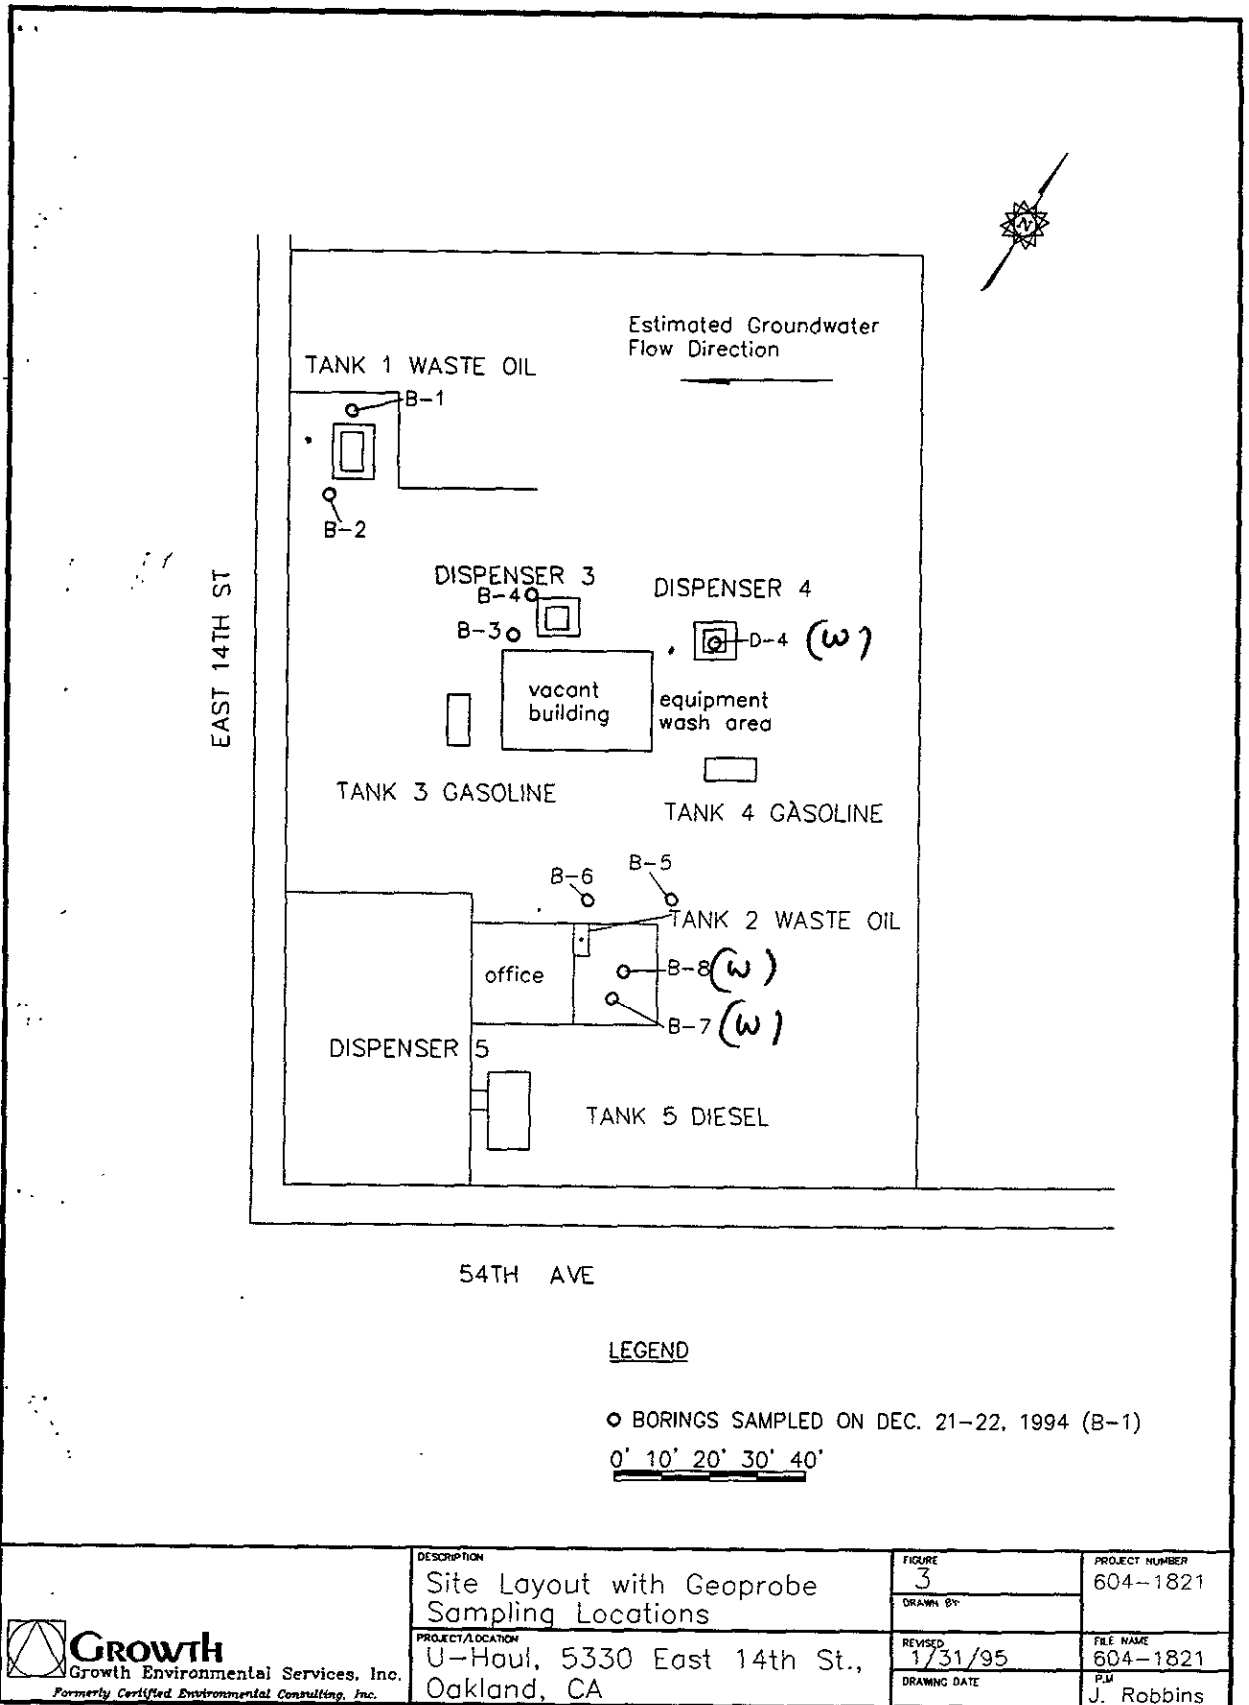 N
Estimated Groundwater
Flow Direction
TANK 1 WASTE OIL
B-1
B-2
DISPENSER 3
B-4
B-3
DISPENSER 4
D-4 (W)
EAST 14TH ST
vacant
building
equipment
wash area
TANK 3 GASOLINE
TANK 4 GASOLINE
B-6
B-5
TANK 2 WASTE OIL
office
B-8 (W)
B-7 (W)
DISPENSER 5
TANK 5 DIESEL
54TH AVE
LEGEND
BORINGS SAMPLED ON DEC. 21-22, 1994 (B-1)
0' 10' 20' 30' 40'
GROWTH
Growth Environmental Services, Inc.
Formerly Certified Environmental Consulting, Inc.
DESCRIPTION
Site Layout with Geoprobe
Sampling Locations
PROJECT/LOCATION
U-Haul, 5330 East 14th St.,
Oakland, CA
FIGURE
3
DRAWN BY
REVISED
1/31/95
DRAWING DATE
PROJECT NUMBER
604-1821
FILE NAME
604-1821
P.M
J. Robbins